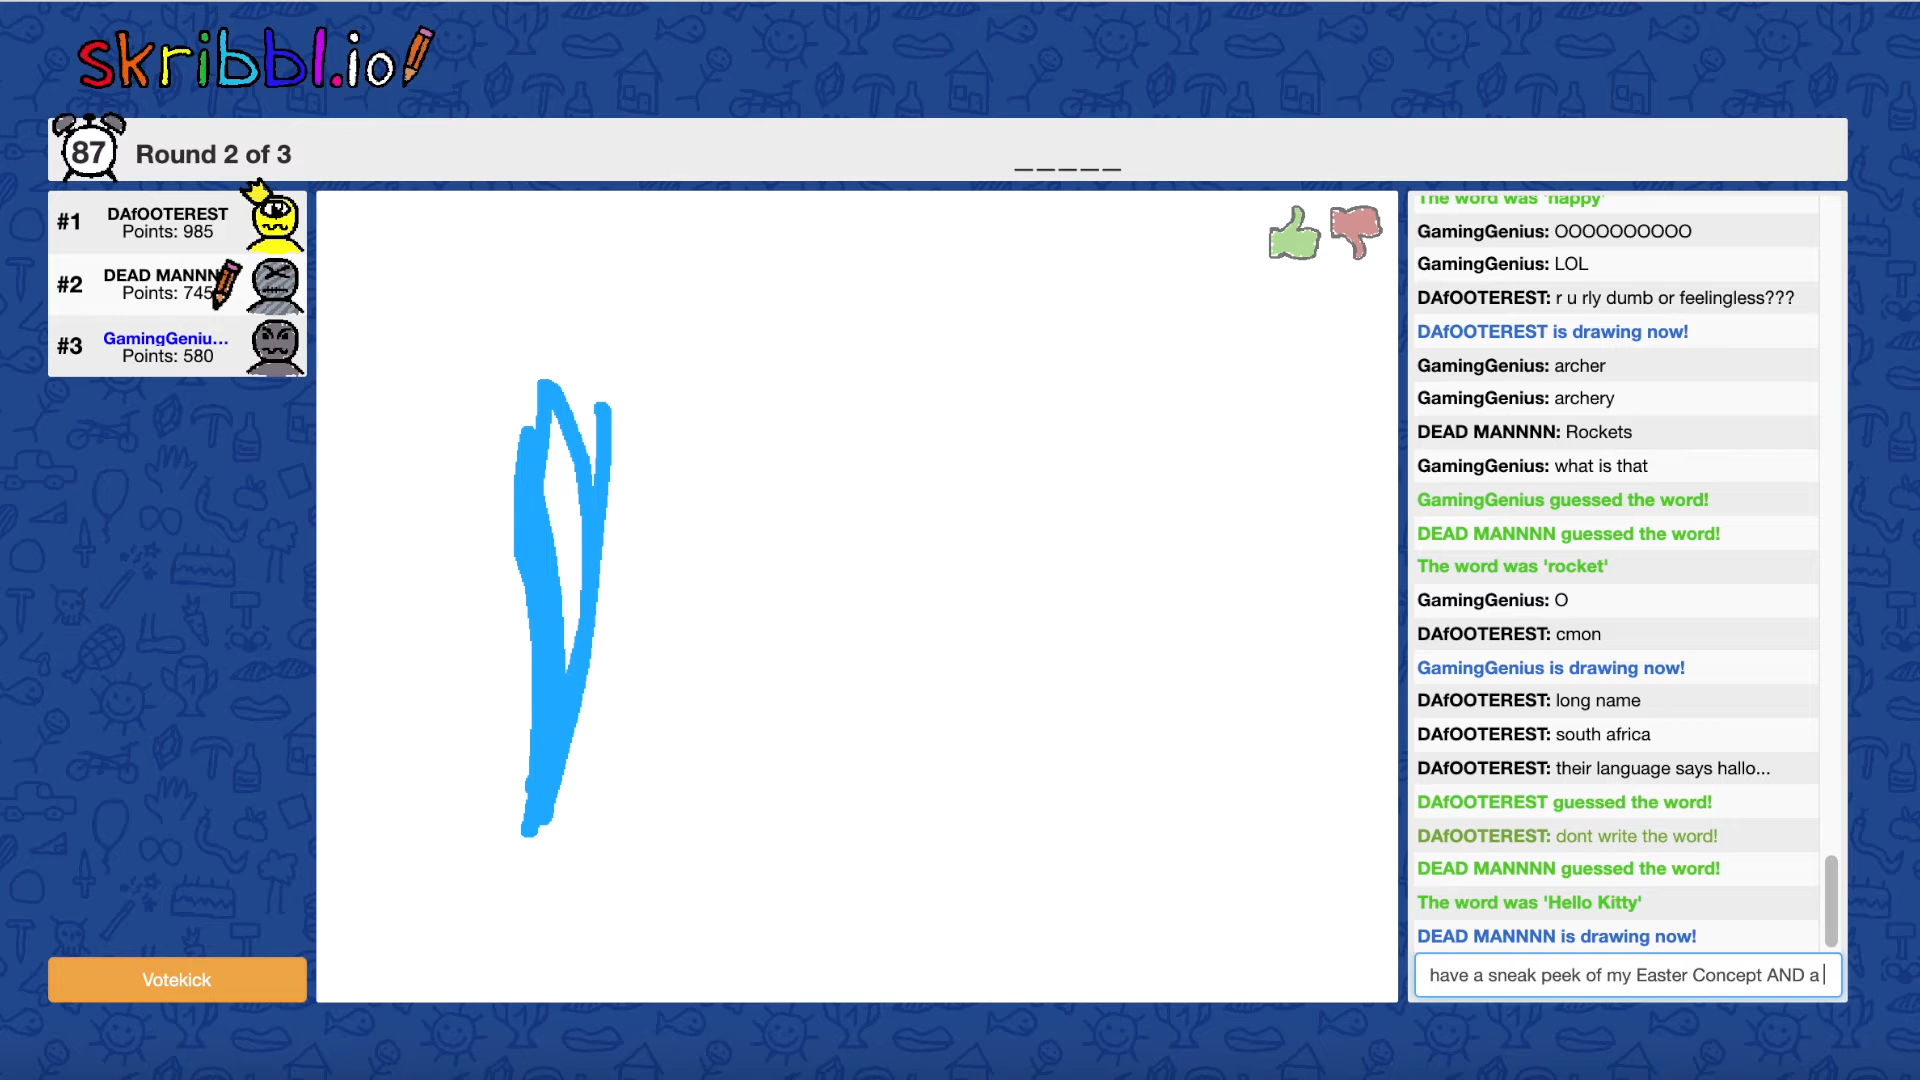 skribbl.io
87
Round 2 of 3
_____
#1
DAfOOTEREST
Points: 985
#2
DEAD MANNN
Points: 745
#3
GamingGeniu...
Points: 580
Votekick
The word was 'happy'
GamingGenius: OOOOOOOOOO
GamingGenius: LOL
DAfOOTEREST: r u rly dumb or feelingless???
DAfOOTEREST is drawing now!
GamingGenius: archer
GamingGenius: archery
DEAD MANNNN: Rockets
GamingGenius: what is that
GamingGenius guessed the word!
DEAD MANNNN guessed the word!
The word was 'rocket'
GamingGenius: O
DAfOOTEREST: cmon
GamingGenius is drawing now!
DAfOOTEREST: long name
DAfOOTEREST: south africa
DAfOOTEREST: their language says hallo...
DAfOOTEREST guessed the word!
DAfOOTEREST: dont write the word!
DEAD MANNNN guessed the word!
The word was 'Hello Kitty'
DEAD MANNNN is drawing now!
have a sneak peek of my Easter Concept AND a